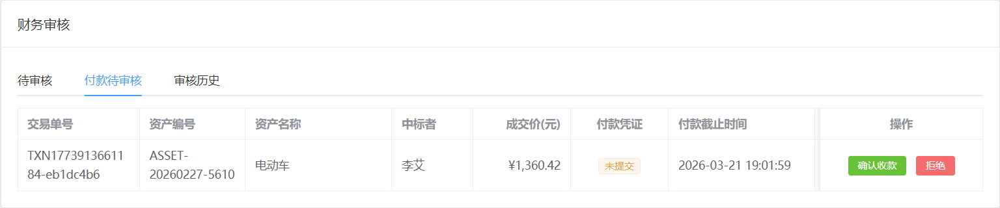 财务审核
待审核
付款待审核
审核历史
交易单号
资产编号
资产名称
中标者
成交价(元)
付款凭证
付款截止时间
操作
TXN17739136611
84-eb1dc4b6
ASSET-
20260227-5610
电动车
李艾
¥1,360.42
未提交
2026-03-21 19:01:59
确认收款
拒绝